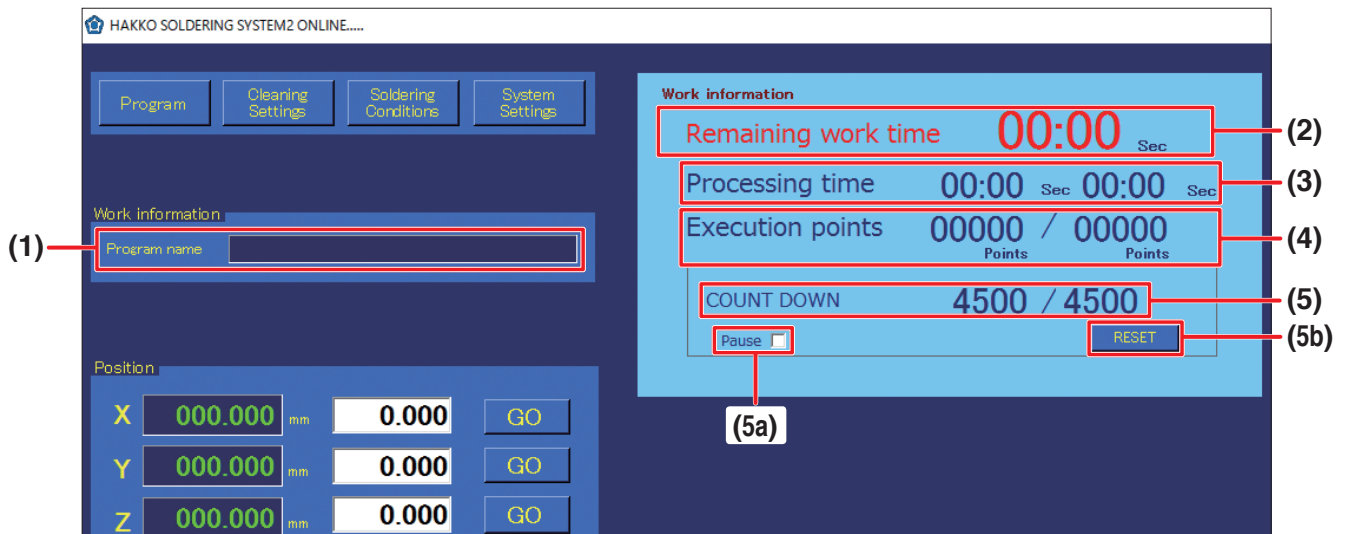 HAKKO SOLDERING SYSTEM2 ONLINE.....
Program
Cleaning
Settings
Soldering
Conditions
System
Settings
Work information
(1)
Program name
Position
X 000.000 mm 0.000 GO
Y 000.000 mm 0.000 GO
Z 000.000 mm 0.000 GO
Work information
Remaining work time 00:00 Sec
(2)
Processing time 00:00 Sec 00:00 Sec
(3)
Execution points 00000 / 00000
Points Points
(4)
COUNT DOWN 4500 / 4500
(5)
Pause
RESET
(5b)
(5a)